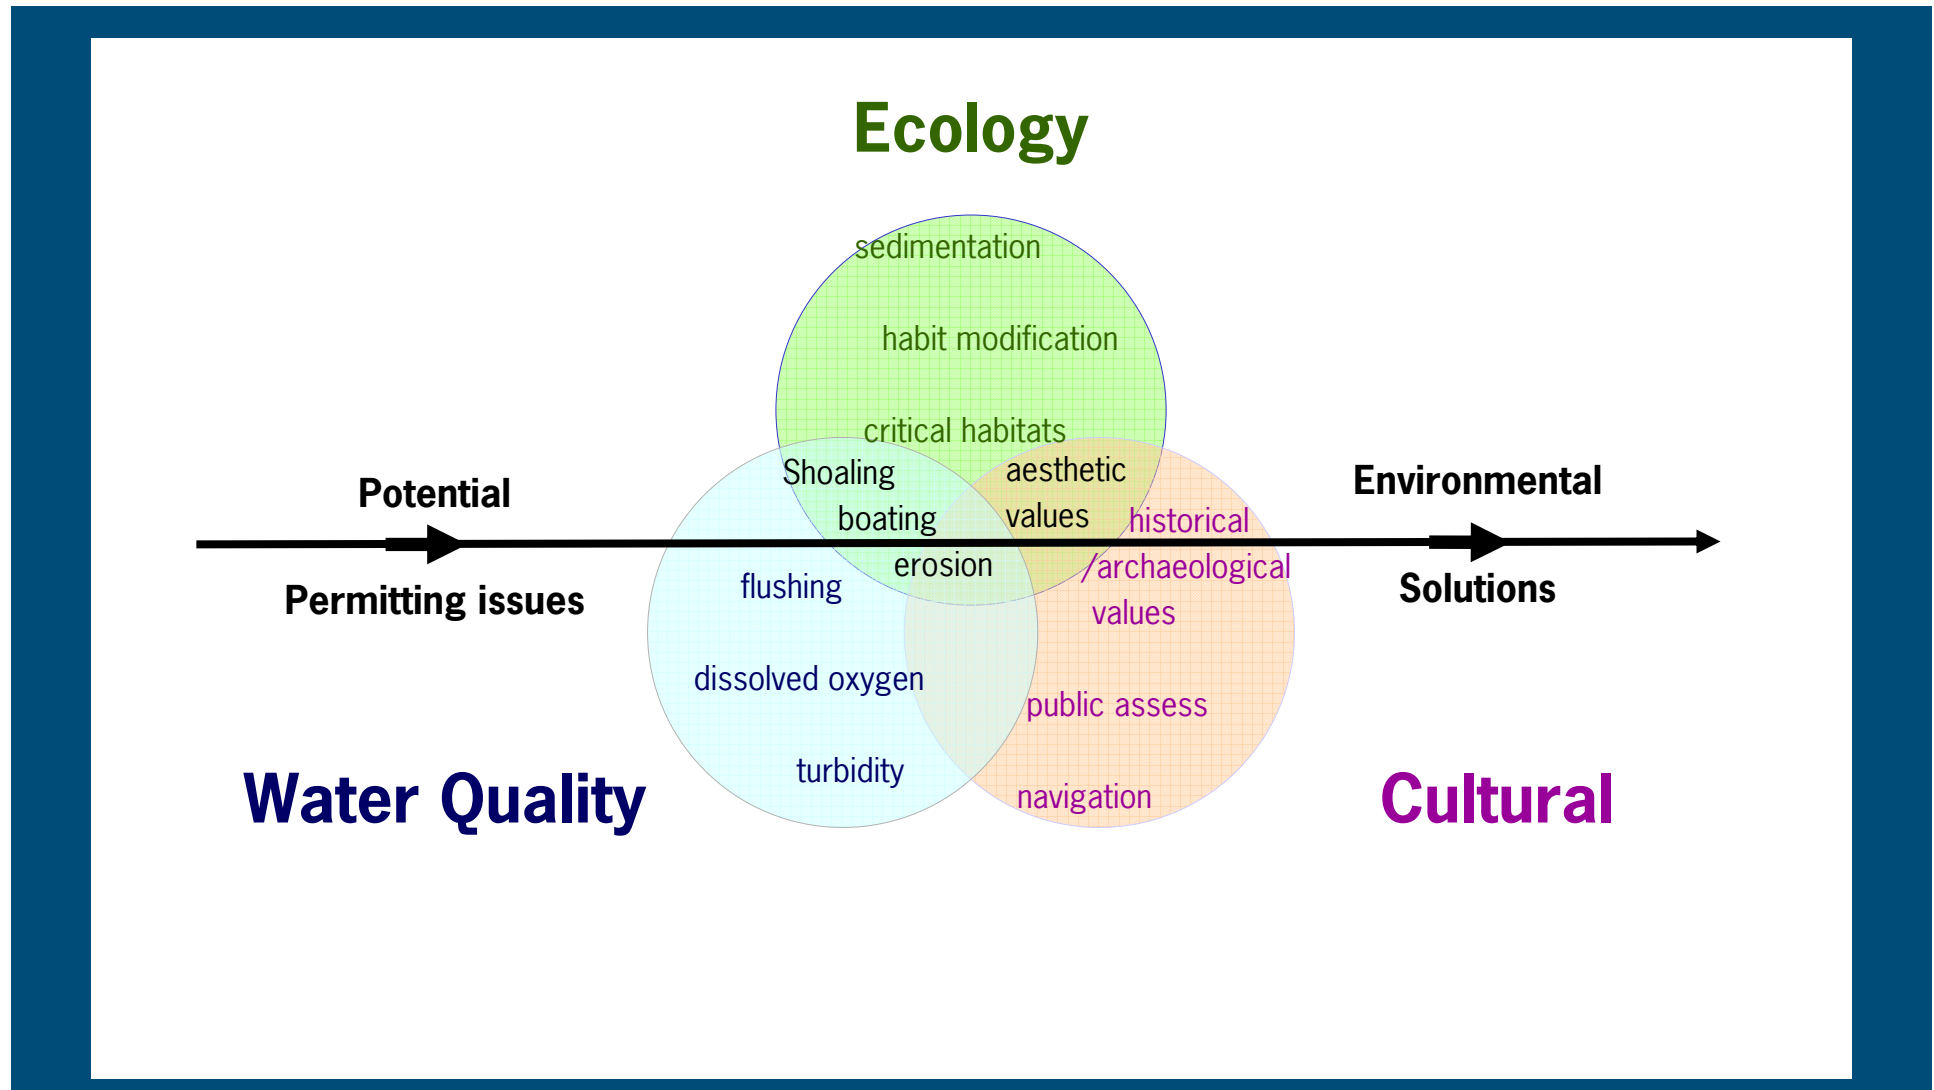 Ecology
sedimentation
habit modification
critical habitats
Shoaling
boating
erosion
aesthetic
values
historical
/archaeological
values
public assess
navigation
flushing
dissolved oxygen
turbidity
Potential
Permitting issues
Environmental
Solutions
Water Quality
Cultural